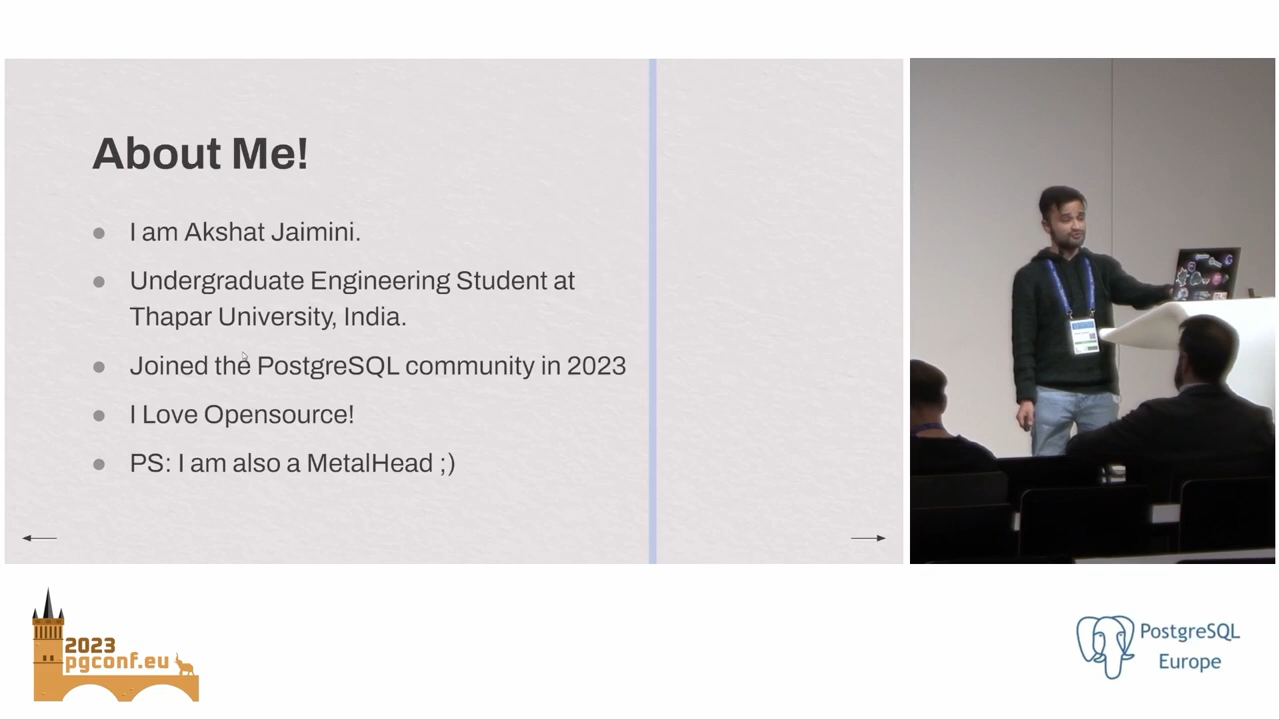 About Me!
I am Akshat Jaimini.
Undergraduate Engineering Student at
Thapar University, India.
Joined the PostgreSQL community in 2023
I Love Opensource!
PS: I am also a MetalHead ;)
2023
pgconf.eu
PostgreSQL
Europe